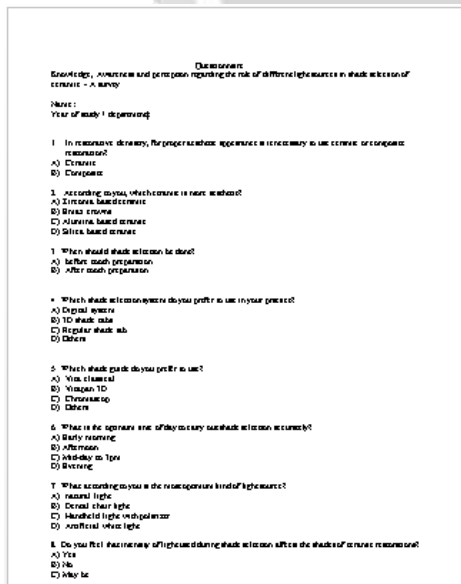 Questionnaire
Knowledge, Awareness and perception regarding the role of different light sources in shade selection of
ceramic - A survey
Name :
Year of study / department:
1. In restorative dentistry, for proper aesthetic appearance is it necessary to use ceramic or composite
restoration?
A) Ceramic
B) Composite
2. According to you, which ceramic is more aesthetic?
A) Zirconia based ceramic
B) crowns
C) Alumina based ceramic
D) Silica based ceramic
3. When should shade selection be done?
A) before tooth preparation
B) After tooth preparation
4. Which shade selection system do you prefer to use in your practice?
A) Digital system
B) 3D shade tabs
C) Regular shade tab
D) Others
5. Which shade guide do you prefer to use?
A) Vita classical
B) Vitapan 3D
C) Chromascop
D) Others
6. What is the optimum time of day to carry out shade selection accurately?
A) Early morning
B) Afternoon
C) Mid-day to 1pm
D) Evening
7. What according to you is the most optimum kind of light source?
A) natural light
B) Dental chair light
C) Handheld light with polarizer
D) Artificial white light
8. Do you feel that intensity of light used during shade selection affects the shades of ceramic restorations?
A) Yes
B) No
C) May be